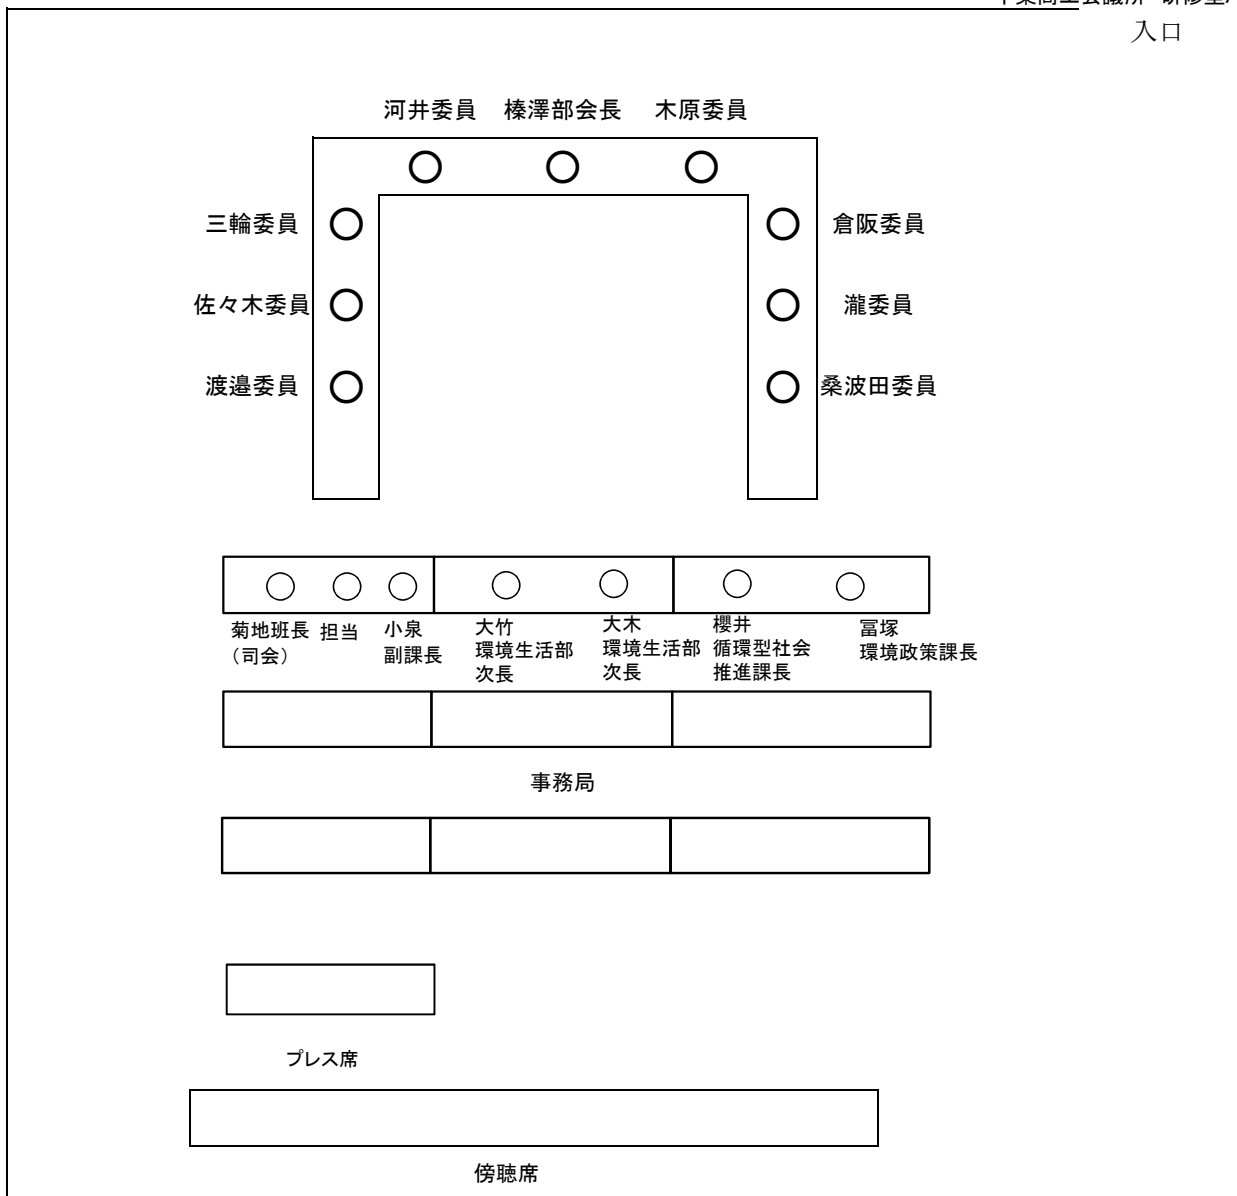 入口
河井委員 榛澤部会長 木原委員
三輪委員 倉阪委員
佐々木委員 瀧委員
渡邉委員 桑波田委員
菊地班長
（司会）
担当
小泉
副課長
大竹
環境生活部
次長
大木
環境生活部
次長
櫻井
循環型社会
推進課長
冨塚
環境政策課長
事務局
プレス席
傍聴席